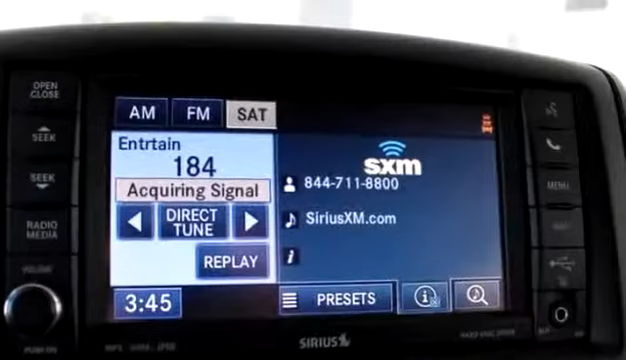 OPEN
CLOSE
SEEK
SEEK
RADIO
MEDIA
AM FM SAT
Entrtain
184
Acquiring Signal
DIRECT
TUNE
REPLAY
3:45
sxm
844-711-8800
SiriusXM.com
i
PRESETS
i
MENU
SIRIUS